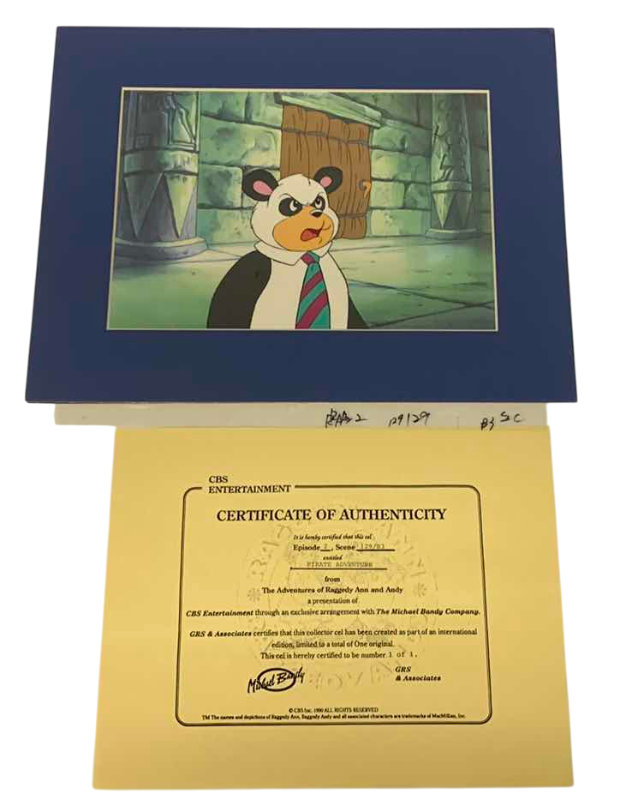 2 P9129 B3 SC
CBS
ENTERTAINMENT
CERTIFICATE OF AUTHENTICITY
It is hereby certified that this cel
Episode 2, Scene 129/B3
entitled
PIRATE ADVENTURE
from
The Adventures of Raggedy Ann and Andy
a presentation of
CBS Entertainment through an exclusive arrangement with The Michael Bandy Company.
GRS & Associates certifies that this collector cel has been created as part of an international
edition, limited to a total of One original.
This cel is hereby certified to be number 1 of 1.
Michael Bandy
GRS
& Associates
© CBS Inc. 1990 ALL RIGHTS RESERVED
TM The names and depictions of Raggedy Ann, Raggedy Andy and all associated characters are trademarks of MacMillan, Inc.